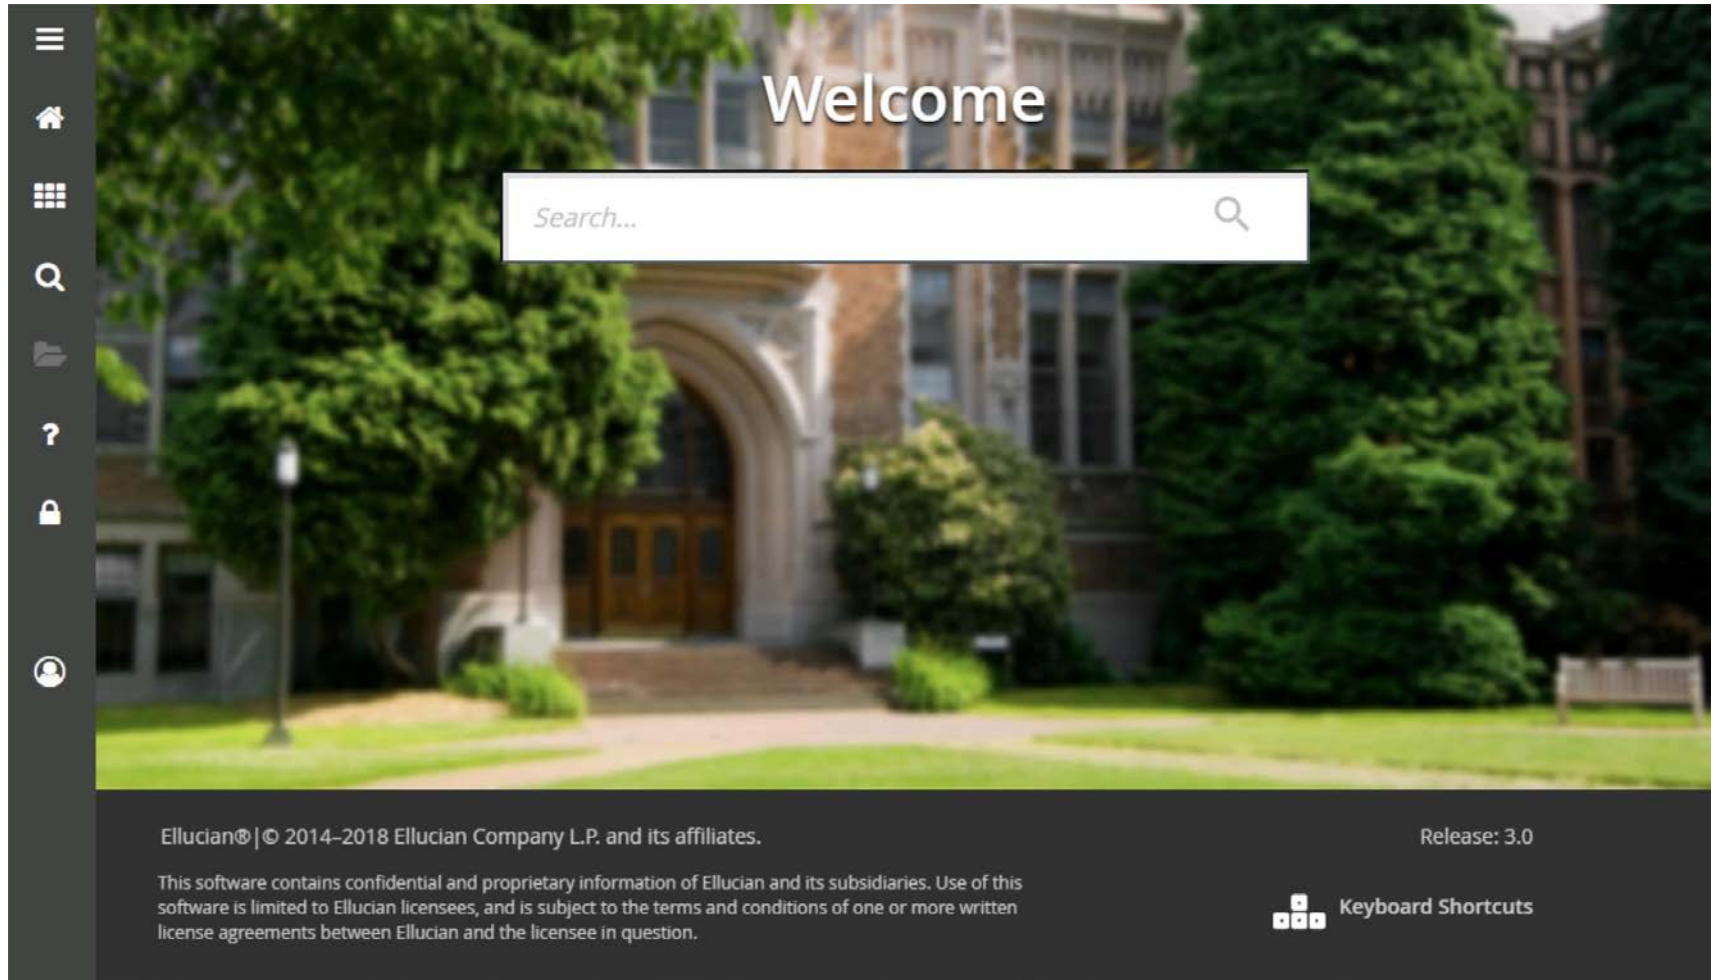 Welcome
Search...
Ellucian®|© 2014–2018 Ellucian Company L.P. and its affiliates.
Release: 3.0
This software contains confidential and proprietary information of Ellucian and its subsidiaries. Use of this
software is limited to Ellucian licensees, and is subject to the terms and conditions of one or more written
license agreements between Ellucian and the licensee in question.
Keyboard Shortcuts